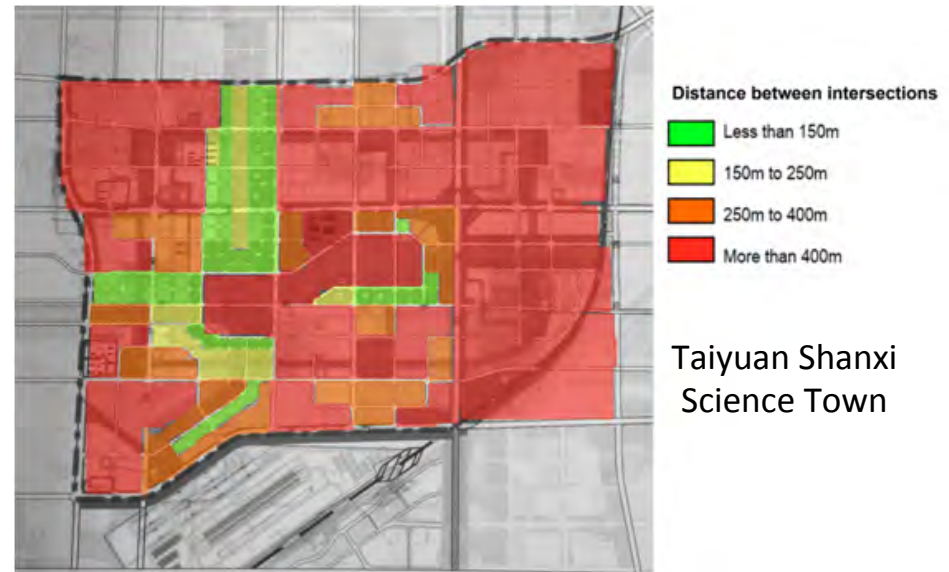 Distance between intersections
Less than 150m
150m to 250m
250m to 400m
More than 400m
Taiyuan Shanxi
Science Town